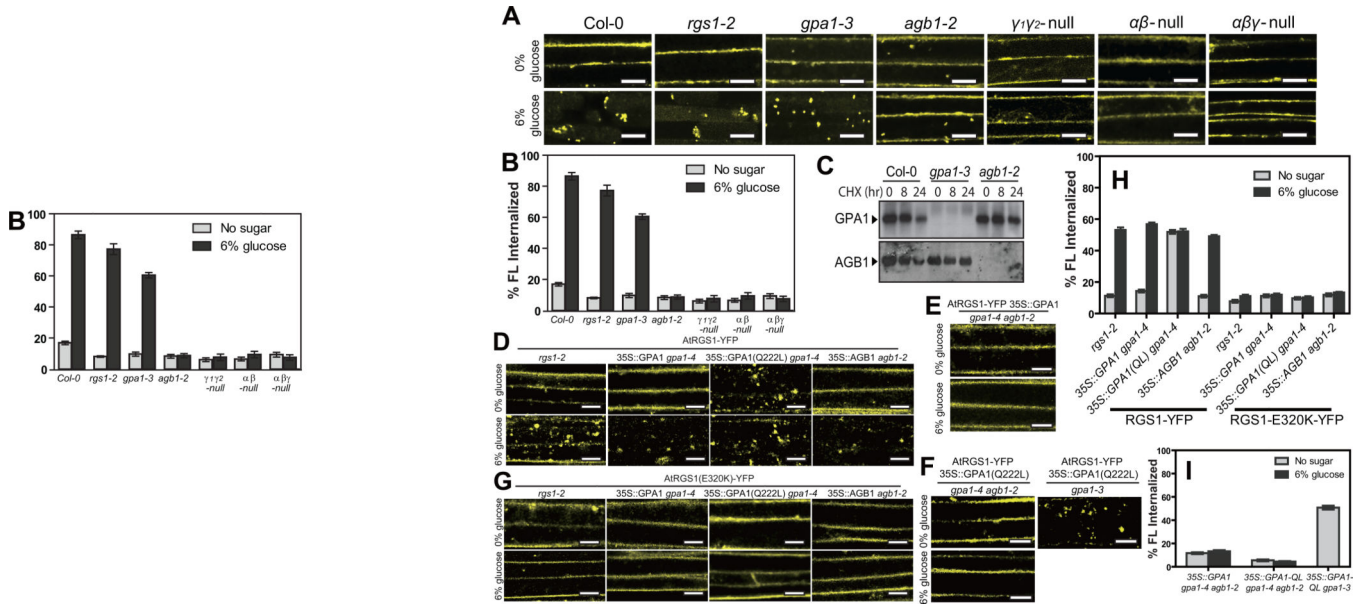 B
100
80
60
40
20
0
No sugar
6% glucose
Col-0 rgs1-2 gpa1-3 agb1-2 γ1γ2 -null αβ -null αβγ -null
A
Col-0 rgs1-2 gpa1-3 agb1-2 γ1γ2-null αβ-null αβγ-null
0% glucose
6% glucose
B
% FL Internalized
100
80
60
40
20
0
No sugar
6% glucose
Col-0 rgs1-2 gpa1-3 agb1-2 γ1γ2 -null αβ -null αβγ -null
C
Col-0 gpa1-3 agb1-2
CHX (hr) 0 8 24 0 8 24 0 8 24
GPA1
AGB1
D
AtRGS1-YFP
rgs1-2 35S::GPA1 gpa1-4 35S::GPA1(Q222L) gpa1-4 35S::AGB1 agb1-2
0% glucose
6% glucose
E
AtRGS1-YFP 35S::GPA1
gpa1-4 agb1-2
0% glucose
6% glucose
F
AtRGS1-YFP
35S::GPA1(Q222L)
gpa1-4 agb1-2
AtRGS1-YFP
35S::GPA1(Q222L)
gpa1-3
0% glucose
6% glucose
G
AtRGS1(E320K)-YFP
rgs1-2 35S::GPA1 gpa1-4 35S::GPA1(Q222L) gpa1-4 35S::AGB1 agb1-2
0% glucose
6% glucose
H
% FL Internalized
100
80
60
40
20
0
No sugar
6% glucose
rgs1-2
35S::GPA1 gpa1-4
35S::GPA1(QL) gpa1-4
35S::AGB1 agb1-2
rgs1-2
35S::GPA1 gpa1-4
35S::GPA1(QL) gpa1-4
35S::AGB1 agb1-2
RGS1-YFP RGS1-E320K-YFP
I
% FL Internalized
100
80
60
40
20
0
No sugar
6% glucose
35S::GPA1 gpa1-4 agb1-2
35S::GPA1-QL gpa1-4 agb1-2
35S::GPA1-QL gpa1-3